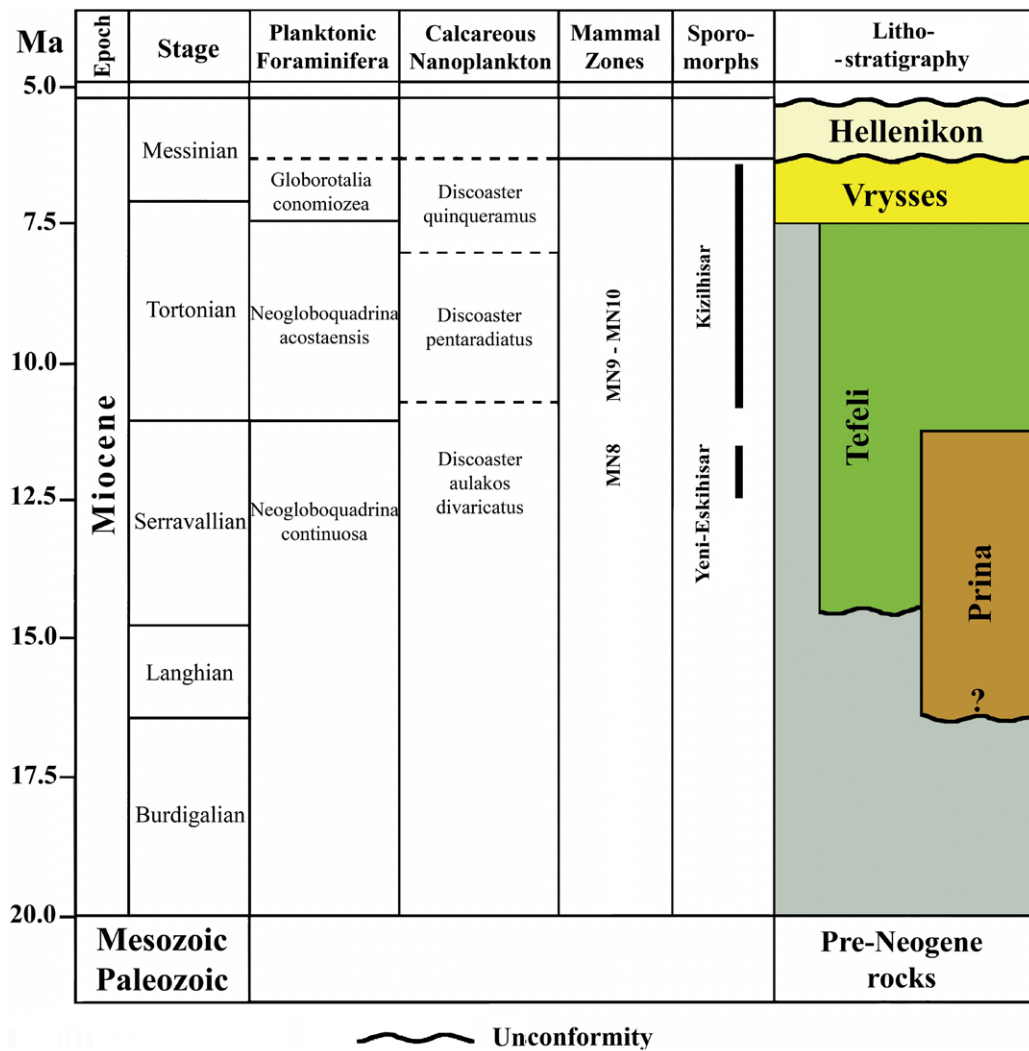 Ma
Epoch
Stage
Planktonic
Foraminifera
Calcareous
Nanoplankton
Mammal
Zones
Sporo-
morphs
Litho-
-stratigraphy
5.0
7.5
10.0
12.5
15.0
17.5
20.0
Miocene
Messinian
Tortonian
Serravallian
Langhian
Burdigalian
Globorotalia
conomiozea
Neogloboquadrina
acostaensis
Neogloboquadrina
continuosa
Discoaster
quinqueramus
Discoaster
pentaradiatus
Discoaster
aulakos
divaricatus
MN9 - MN10
MN8
Kizilhisar
Yeni-Eskihisar
Hellenikon
Vrysses
Tefeli
Prina
?
Mesozoic
Paleozoic
Pre-Neogene
rocks
Unconformity